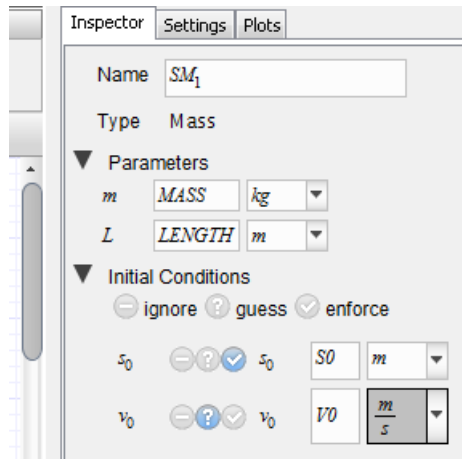 Inspector Settings Plots
Name SM₁
Type Mass
Parameters
m MASS kg
L LENGTH m
Initial Conditions
ignore ? guess enforce
s₀ ? s₀ S0 m
v₀ ? v₀ V0 m/s